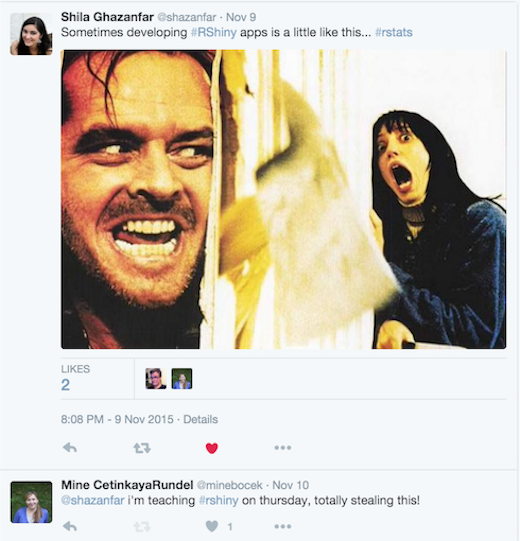 Shila Ghazanfar @shazanfar · Nov 9
Sometimes developing #RShiny apps is a little like this... #rstats
LIKES
2
8:08 PM - 9 Nov 2015 · Details
Mine CetinkayaRundel @minebocek · Nov 10
@shazanfar i'm teaching #rshiny on thursday, totally stealing this!
1